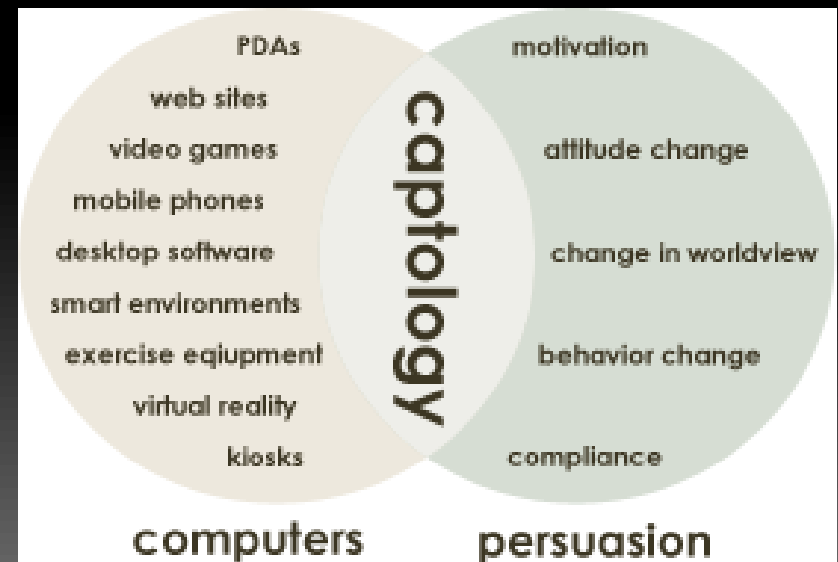 PDAs
web sites
video games
mobile phones
desktop software
smart environments
exercise eqiupment
virtual reality
kiosks
captology
motivation
attitude change
change in worldview
behavior change
compliance
computers
persuasion